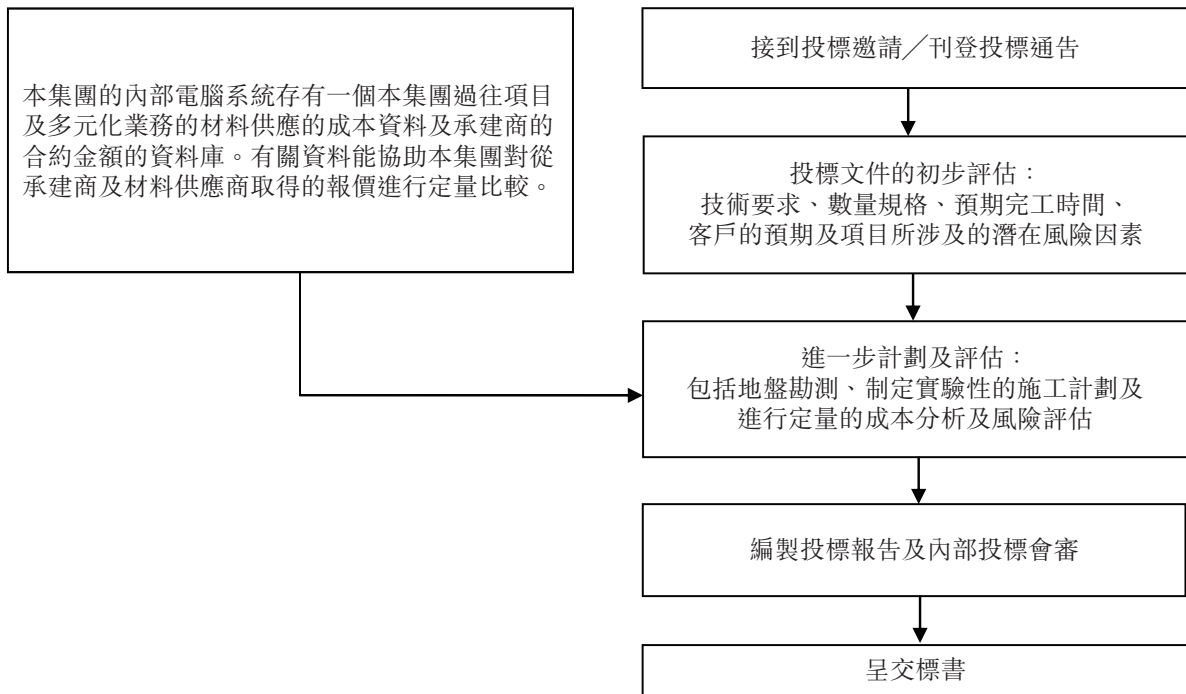 本集團的內部電腦系統存有一個本集團過往項目
及多元化業務的材料供應的成本資料及承建商的
合約金額的資料庫。有關資料能協助本集團對從
承建商及材料供應商取得的報價進行定量比較。
接到投標邀請／刊登投標通告
投標文件的初步評估：
技術要求、數量規格、預期完工時間、
客戶的預期及項目所涉及的潛在風險因素
進一步計劃及評估：
包括地盤勘測、制定實驗性的施工計劃及
進行定量的成本分析及風險評估
編製投標報告及內部投標會審
呈交標書